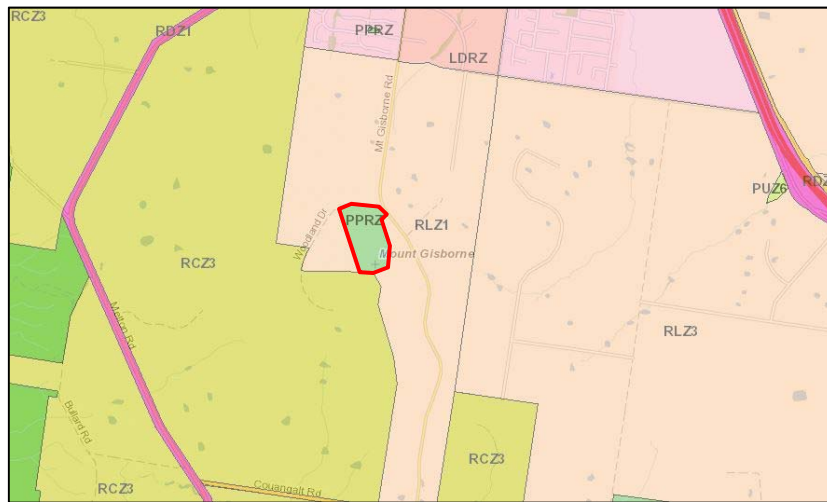 RCZ3
RDZ1
PPRZ
LDRZ
Mt Gisborne Rd
PUZ6
RDZ
PPRZ
RLZ1
Woodland Dr
Mount Gisborne
RCZ3
Melton Rd
RLZ3
Bullard Rd
RCZ3
RCZ3
Couangalt Rd